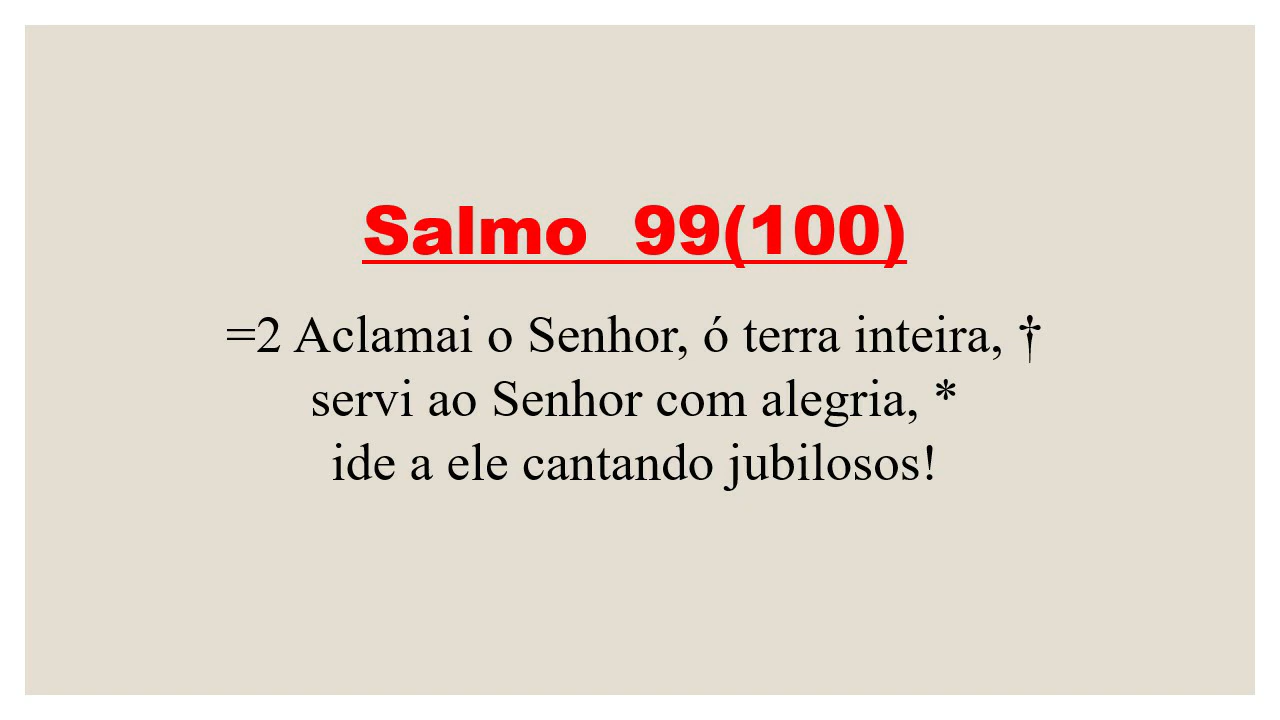 Salmo  99(100)
=2 Aclamai o Senhor, ó terra inteira, †
servi ao Senhor com alegria, *
ide a ele cantando jubilosos!